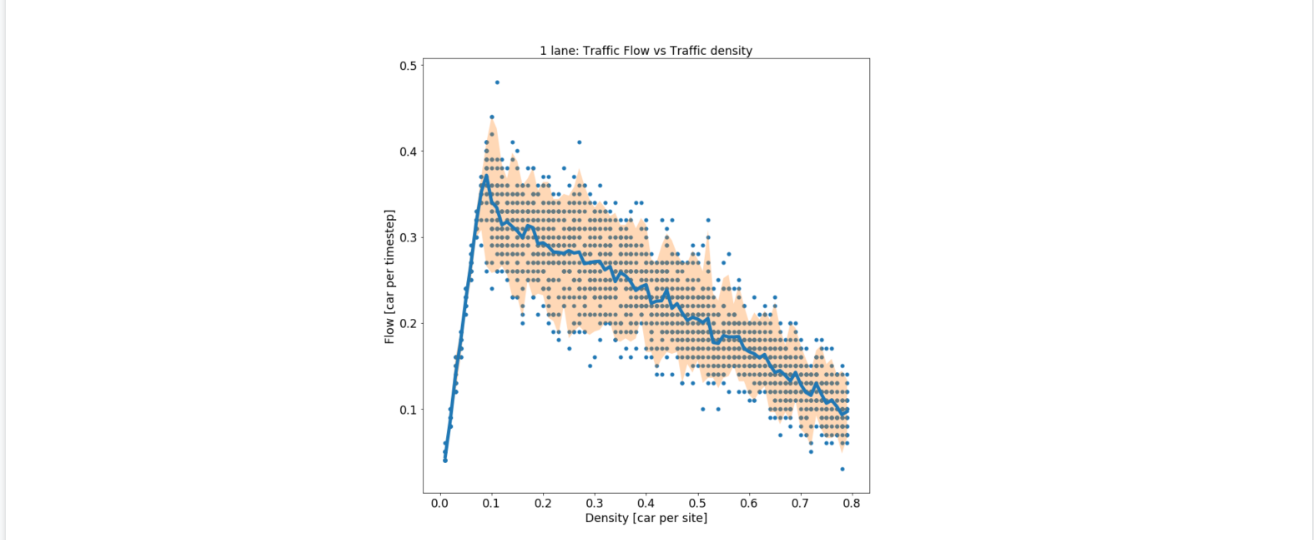 1 lane: Traffic Flow vs Traffic density
0.5
0.4
0.3
0.2
0.1
Flow [car per timestep]
0.0 0.1 0.2 0.3 0.4 0.5 0.6 0.7 0.8
Density [car per site]